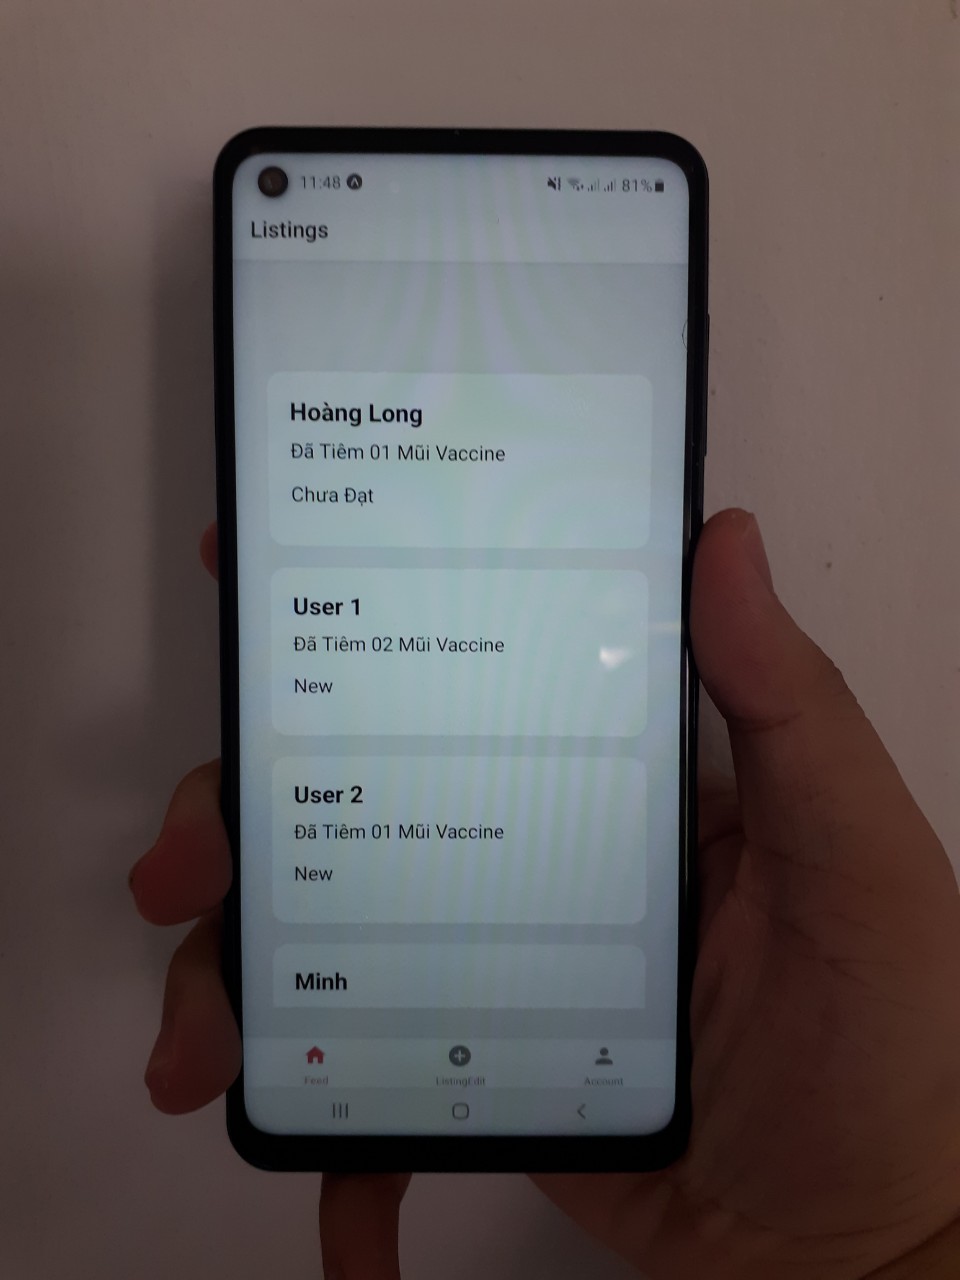 11:48
81%
Listings
Hoàng Long
Đã Tiêm 01 Mũi Vaccine
Chưa Đạt
User 1
Đã Tiêm 02 Mũi Vaccine
New
User 2
Đã Tiêm 01 Mũi Vaccine
New
Minh
Feed ListingEdit Account